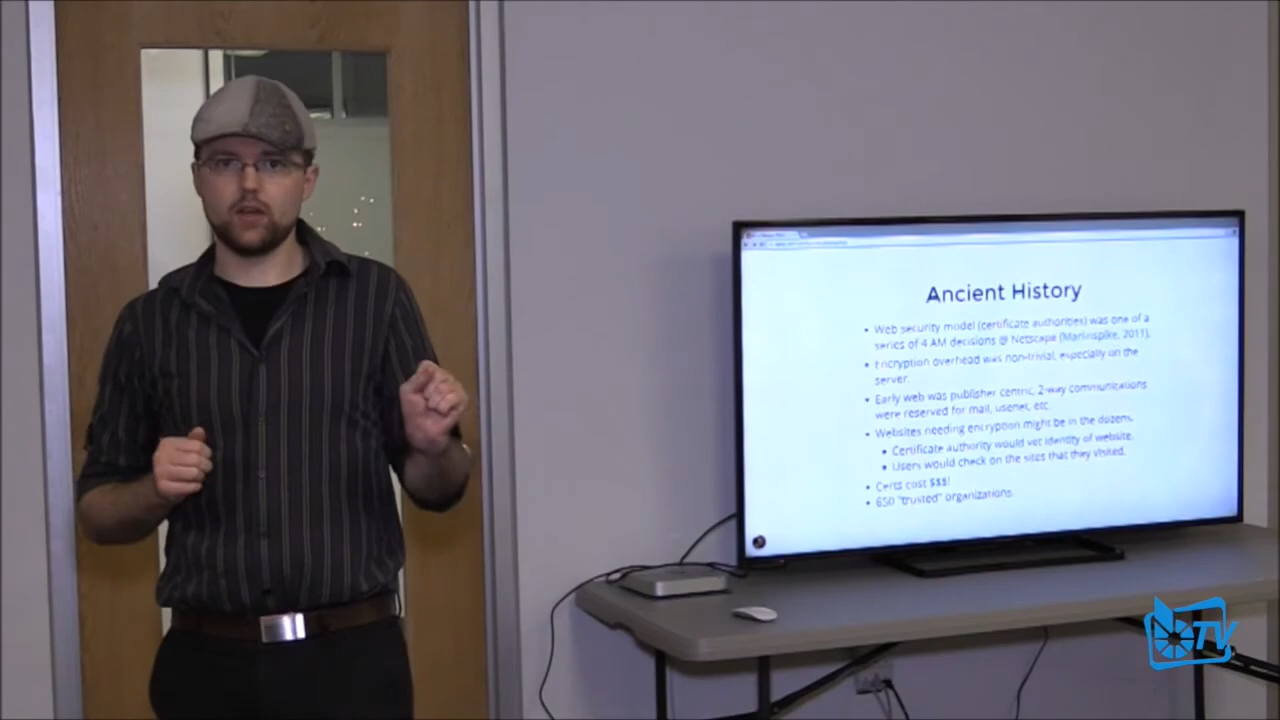 Ancient History
• Web security model (certificate authorities) was one of a
series of 4 AM decisions @ Netscape (Marlinspike, 2011).
• Encryption overhead was non-trivial, especially on the
server.
• Early web was publisher centric, 2-way communications
were reserved for mail, usenet, etc.
• Websites needing encryption might be in the dozens.
• Certificate authority would vet identity of website.
• Users would check on the sites that they visited.
• Certs cost $$$!
• 650 "trusted" organizations.
TV